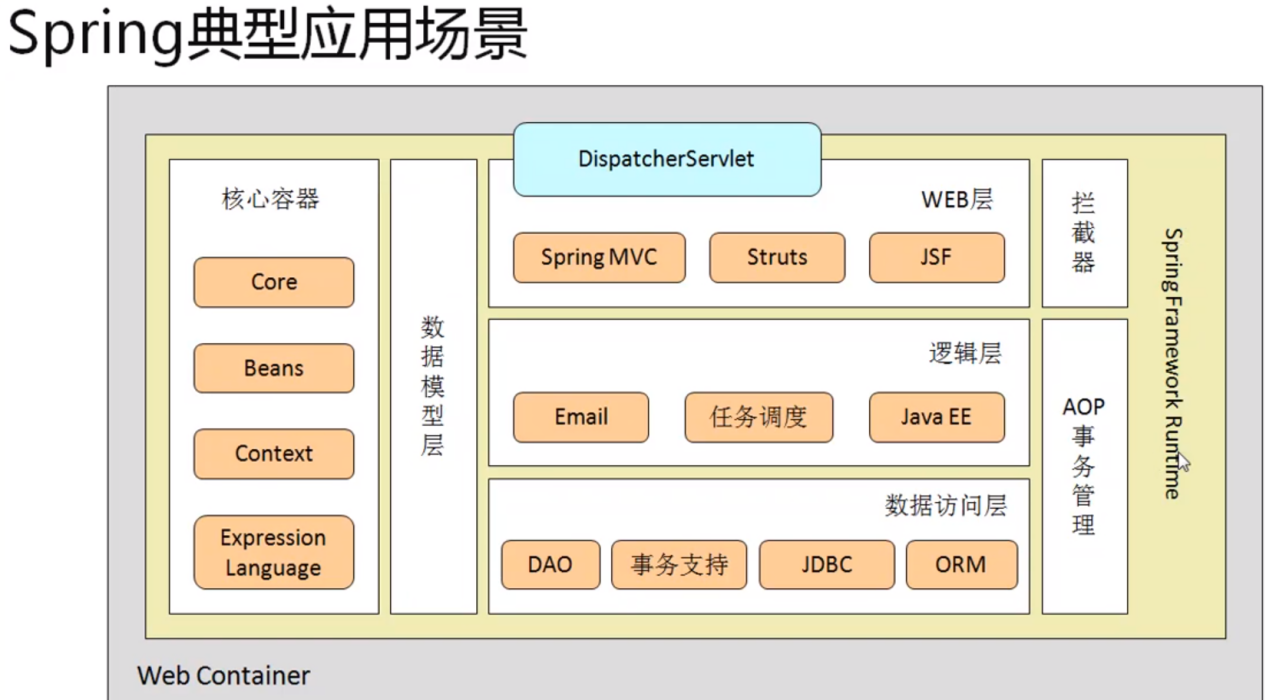 Spring典型应用场景
DispatcherServlet
核心容器
Core
Beans
Context
Expression
Language
数据模型层
WEB层
Spring MVC
Struts
JSF
逻辑层
Email
任务调度
Java EE
数据访问层
DAO
事务支持
JDBC
ORM
拦截器
AOP
事务管理
Spring Framework Runtime
Web Container